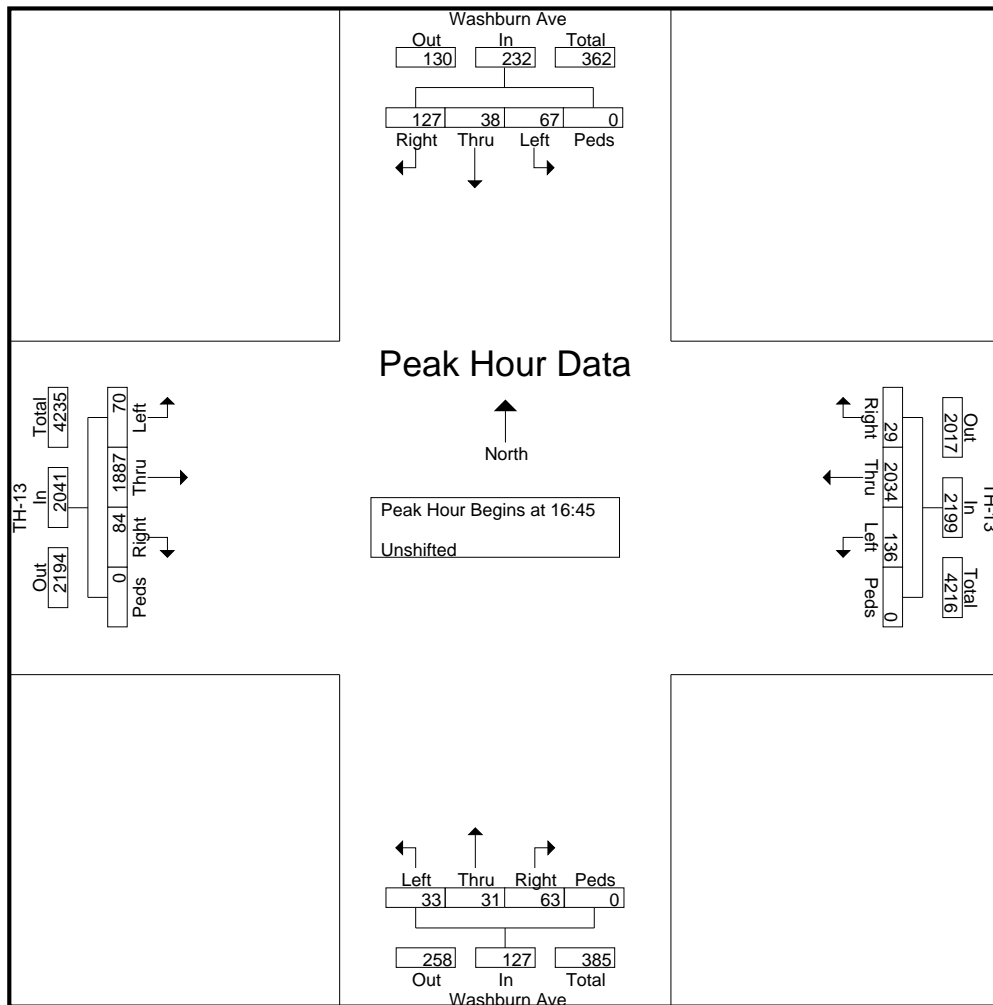 Washburn Ave
Out In Total
130 232 362
127 38 67 0
Right Thru Left Peds
Peak Hour Data
North
Peak Hour Begins at 16:45
Unshifted
TH-13
Total In Out
4235 2041 2194
70 1887 84 0
Left Thru Right Peds
TH-13
Out In Total
2017 2199 4216
29 2034 136 0
Right Thru Left Peds
Left Thru Right Peds
33 31 63 0
258 127 385
Out In Total
Washburn Ave